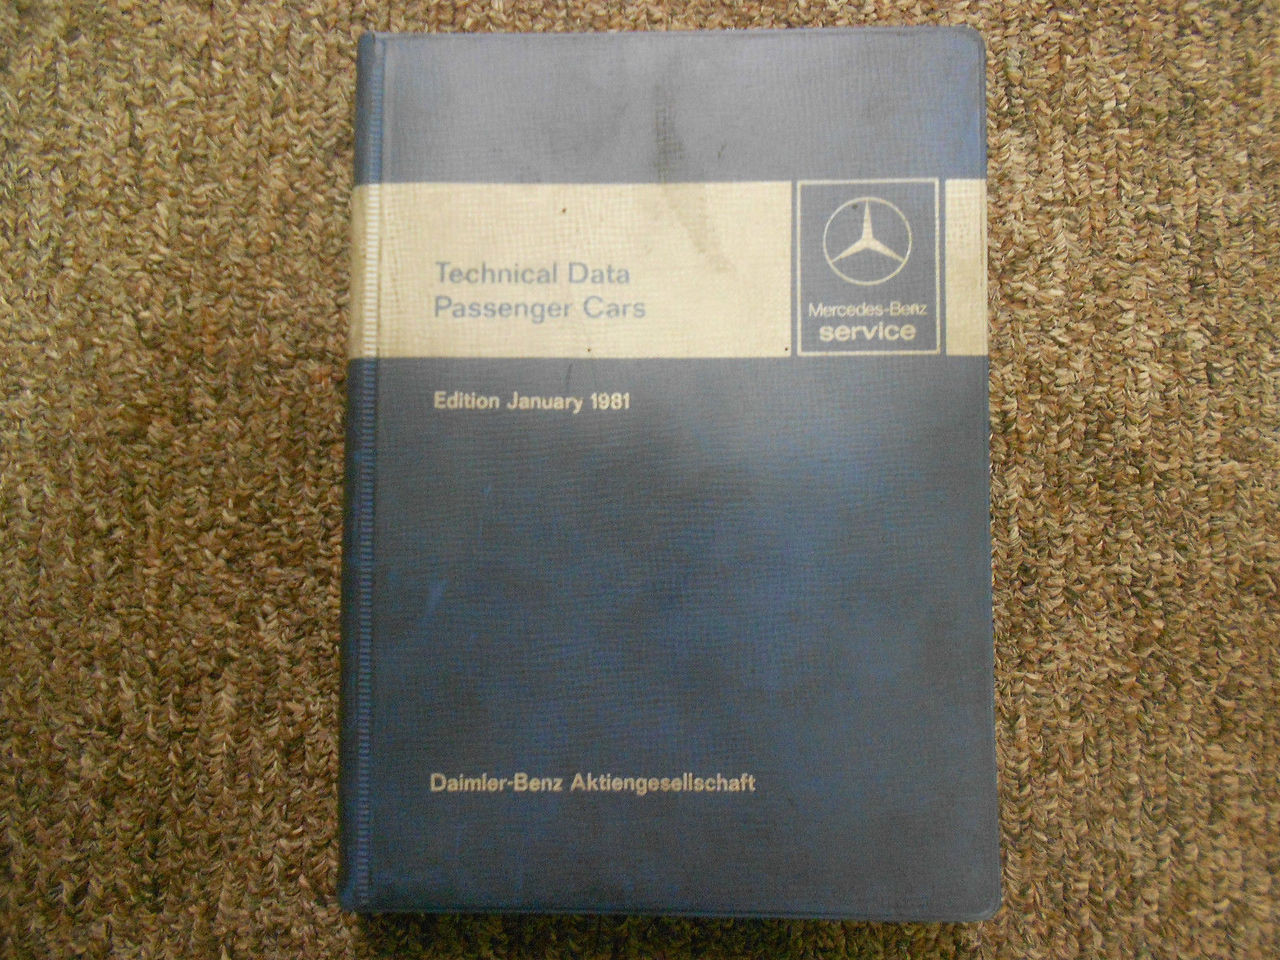 Technical Data
Passenger Cars
Mercedes-Benz
service
Edition January 1981
Daimler-Benz Aktiengesellschaft